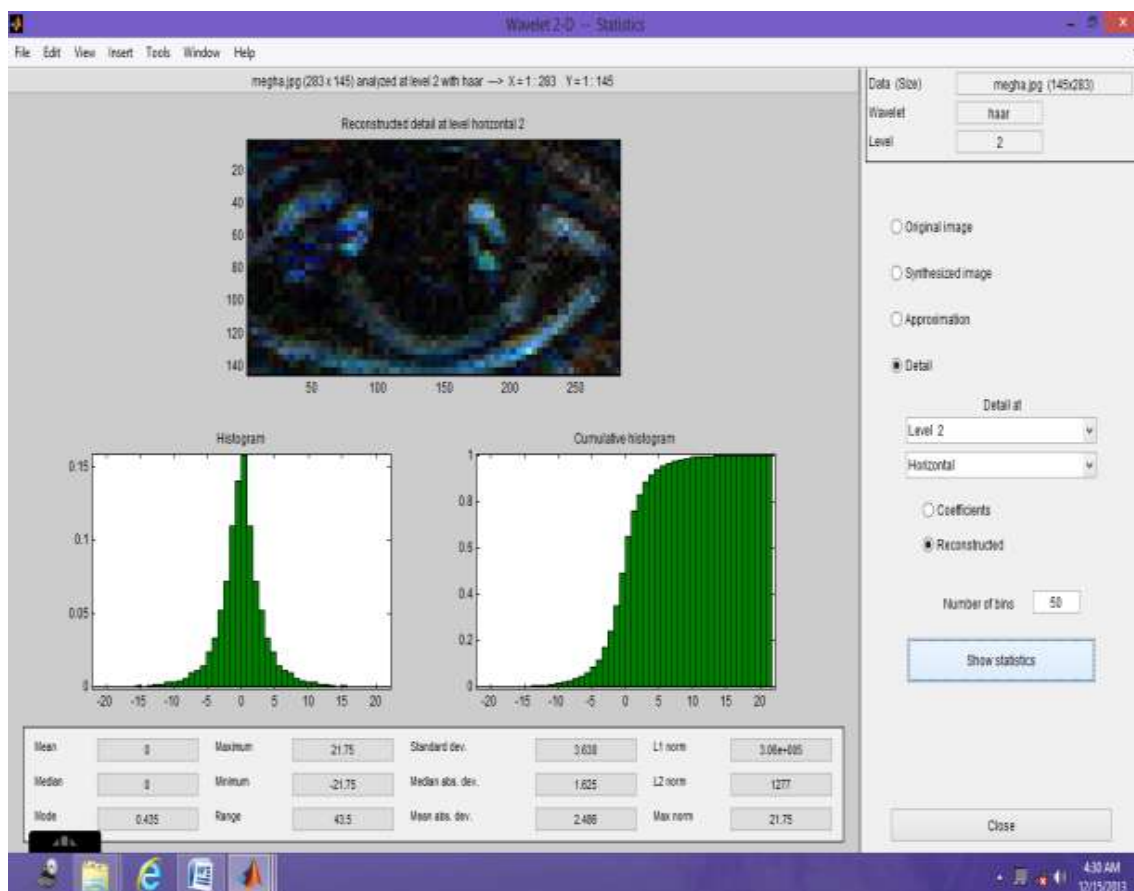 Wavelet 2-D -- Statistics
File Edit View Insert Tools Window Help
megha.jpg (283 x 145) analyzed at level 2 with haar ---> X = 1 : 283 Y = 1 : 145
Reconstructed detail at level horizontal 2
20
40
60
80
100
120
140
50 100 150 200 250
Histogram
0.15
0.1
0.05
0
-20 -15 -10 -5 0 5 10 15 20
Cumulative histogram
1
0.8
0.6
0.4
0.2
0
-20 -15 -10 -5 0 5 10 15 20
Mean 0 Maximum 21.75 Standard dev. 3.638 L1 norm 3.06e+005
Median 0 Minimum -21.75 Median abs. dev. 1.625 L2 norm 1277
Mode 0.435 Range 43.5 Mean abs. dev. 2.486 Max norm 21.75
Data (Size) megha.jpg (145x283)
Wavelet haar
Level 2
Original image
Synthesized image
Approximation
Detail
Detail at
Level 2
Horizontal
Coefficients
Reconstructed
Number of bins 50
Show statistics
Close
4:30 AM
12/15/2013